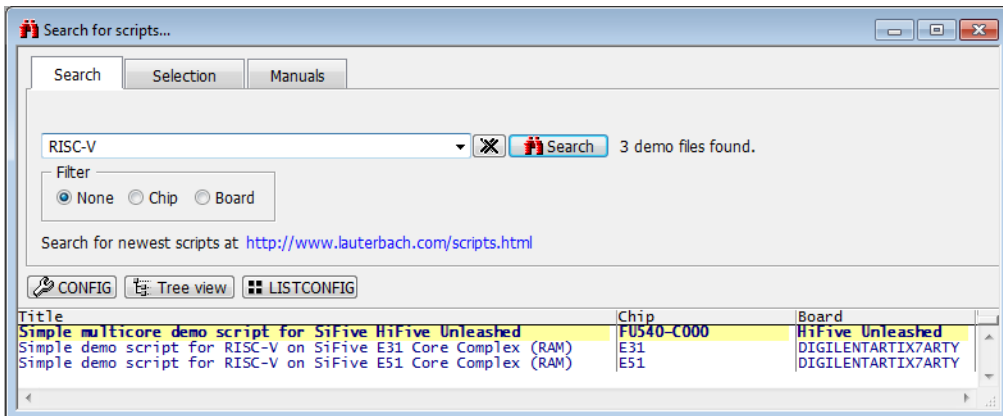 Search for scripts...
Search Selection Manuals
RISC-V Search 3 demo files found.
Filter
None Chip Board
Search for newest scripts at http://www.lauterbach.com/scripts.html
CONFIG Tree view LISTCONFIG
Title Chip Board
Simple multicore demo script for SiFive HiFive Unleashed FU540-C000 HiFive Unleashed
Simple demo script for RISC-V on SiFive E31 Core Complex (RAM) E31 DIGILENTARTIX7ARTY
Simple demo script for RISC-V on SiFive E51 Core Complex (RAM) E51 DIGILENTARTIX7ARTY